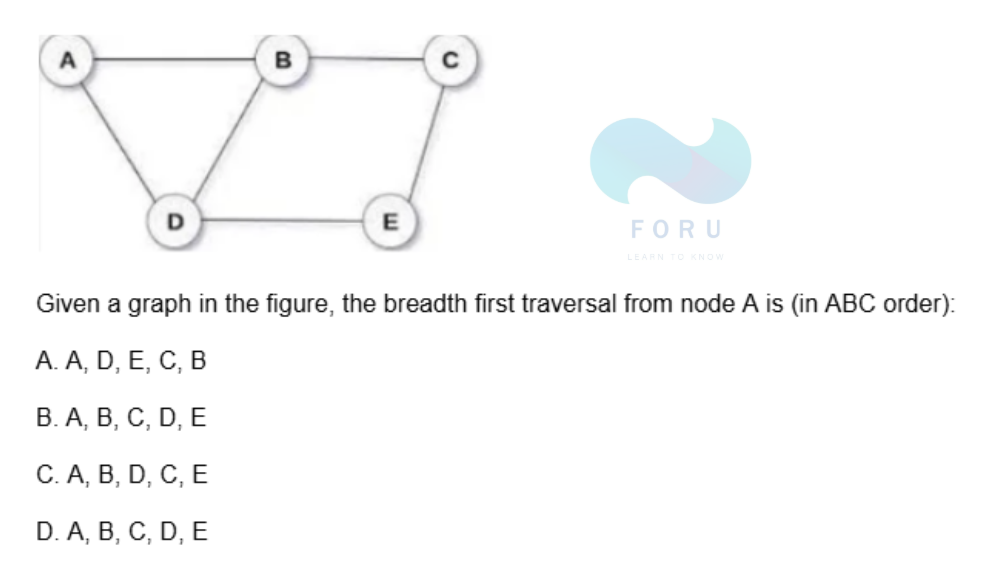 A B C
D E
FORU
LEARN TO KNOW
Given a graph in the figure, the breadth first traversal from node A is (in ABC order):
A. A, D, E, C, B
B. A, B, C, D, E
C. A, B, D, C, E
D. A, B, C, D, E